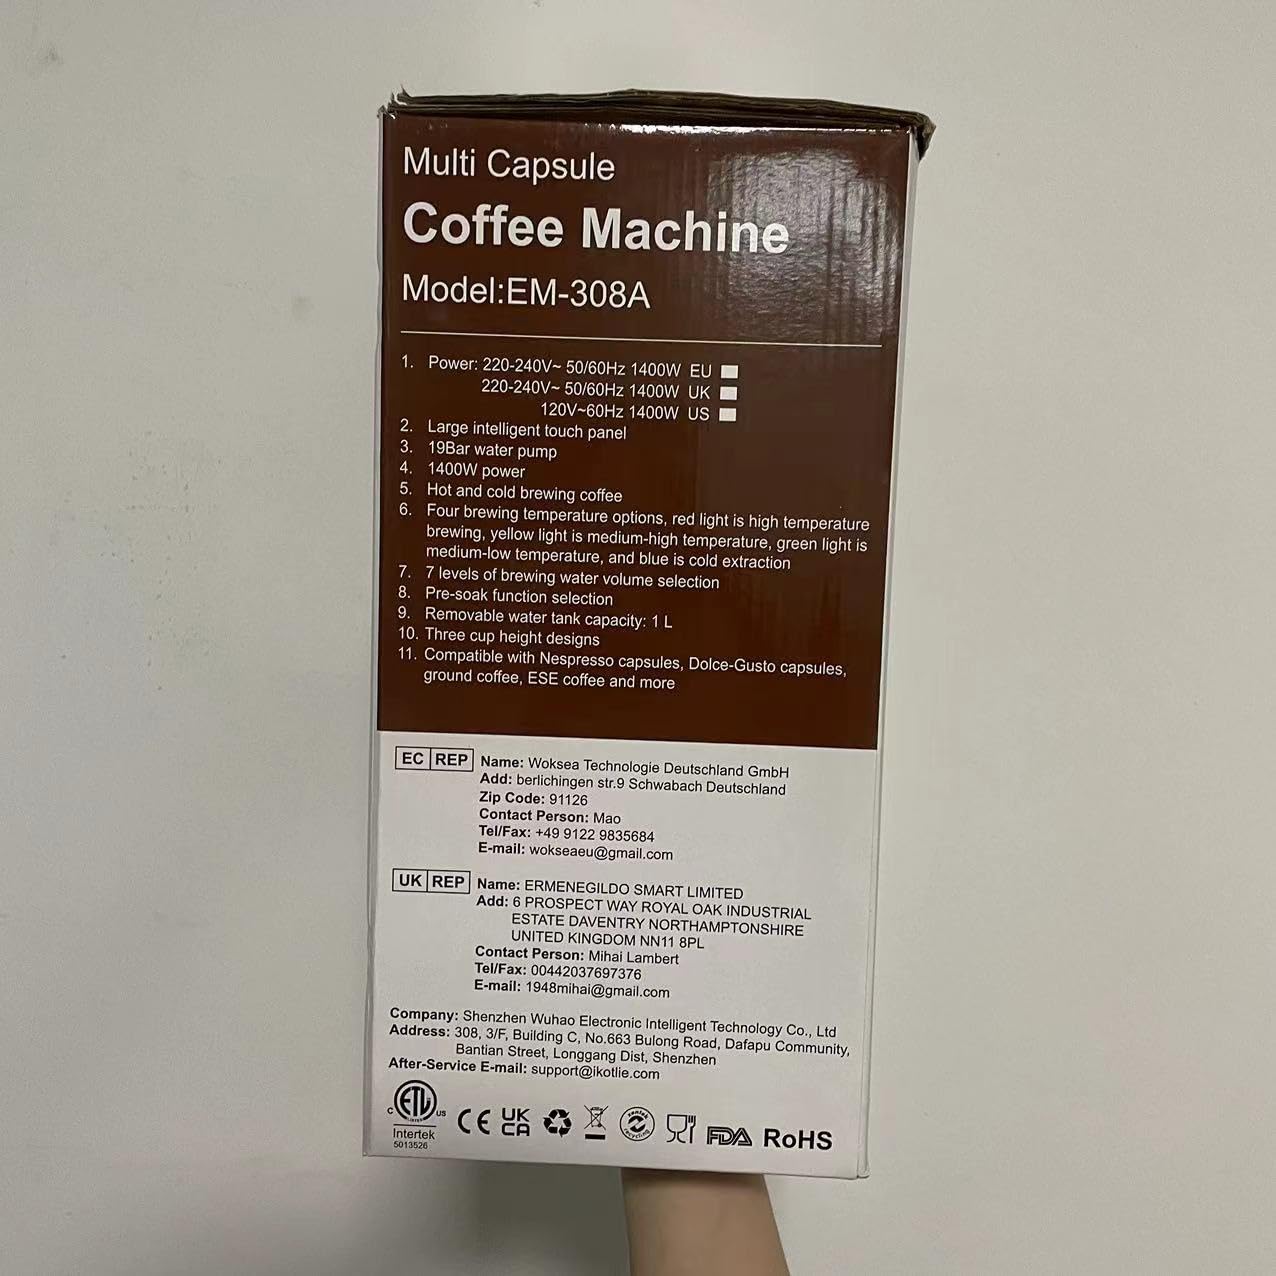 Multi Capsule
Coffee Machine
Model:EM-308A
1. Power: 220-240V~ 50/60Hz 1400W EU
220-240V~ 50/60Hz 1400W UK
120V~60Hz 1400W US
2. Large intelligent touch panel
3. 19Bar water pump
4. 1400W power
5. Hot and cold brewing coffee
6. Four brewing temperature options, red light is high temperature
brewing, yellow light is medium-high temperature, green light is
medium-low temperature, and blue is cold extraction
7. 7 levels of brewing water volume selection
8. Pre-soak function selection
9. Removable water tank capacity: 1 L
10. Three cup height designs
11. Compatible with Nespresso capsules, Dolce-Gusto capsules,
ground coffee, ESE coffee and more
EC REP Name: Woksea Technologie Deutschland GmbH
Add: berlichingen str.9 Schwabach Deutschland
Zip Code: 91126
Contact Person: Mao
Tel/Fax: +49 9122 9835684
E-mail: wokseaeu@gmail.com
UK REP Name: ERMENEGILDO SMART LIMITED
Add: 6 PROSPECT WAY ROYAL OAK INDUSTRIAL
ESTATE DAVENTRY NORTHAMPTONSHIRE
UNITED KINGDOM NN11 8PL
Contact Person: Mihai Lambert
Tel/Fax: 00442037697376
E-mail: 1948mihai@gmail.com
Company: Shenzhen Wuhao Electronic Intelligent Technology Co., Ltd
Address: 308, 3/F, Building C, No.663 Bulong Road, Dafapu Community,
Bantian Street, Longgang Dist, Shenzhen
After-Service E-mail: support@ikotlie.com
C ETL US CE UK CA FDA RoHS
Intertek
5013526